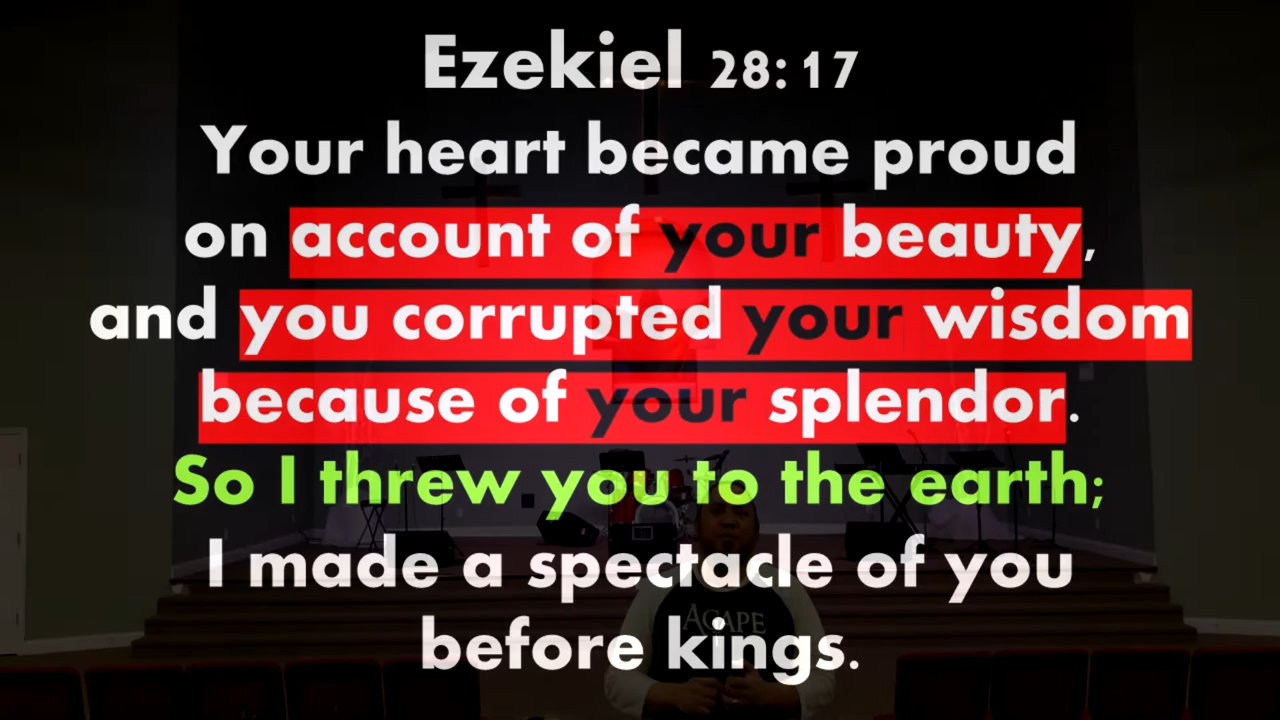 Ezekiel 28:17
Your heart became proud
on account of your beauty,
and you corrupted your wisdom
because of your splendor.
So I threw you to the earth;
I made a spectacle of you
before kings.
AGAPE